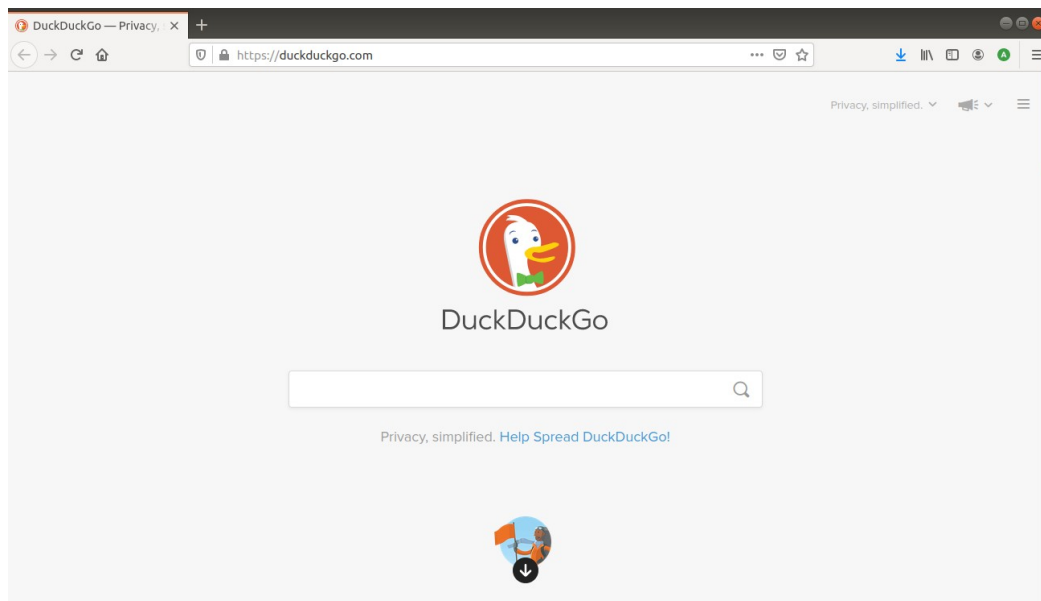 DuckDuckGo — Privacy,
https://duckduckgo.com
A
Privacy, simplified.
DuckDuckGo
Privacy, simplified. Help Spread DuckDuckGo!